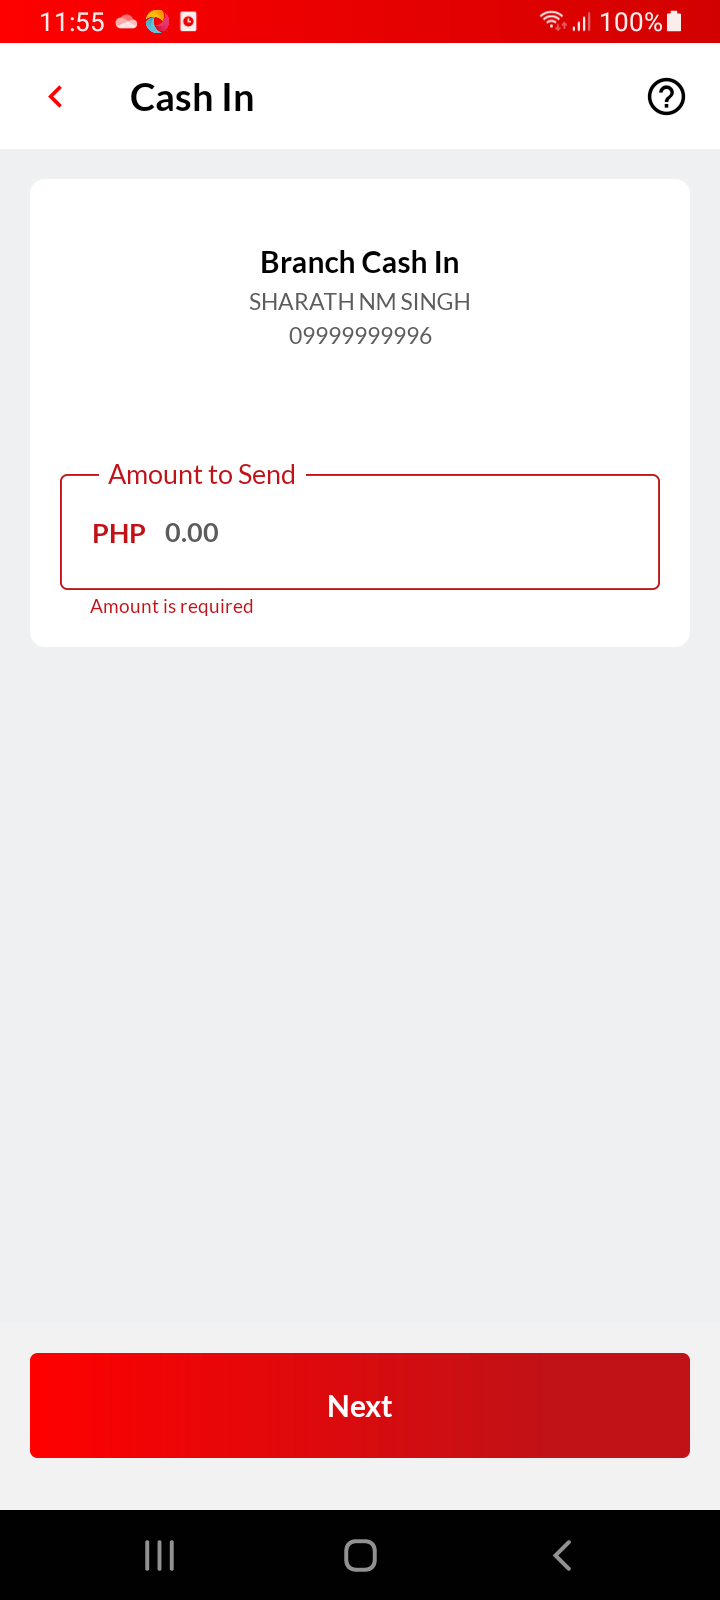 11:55
100%
Cash In
Branch Cash In
SHARATH NM SINGH
09999999996
Amount to Send
PHP 0.00
Amount is required
Next